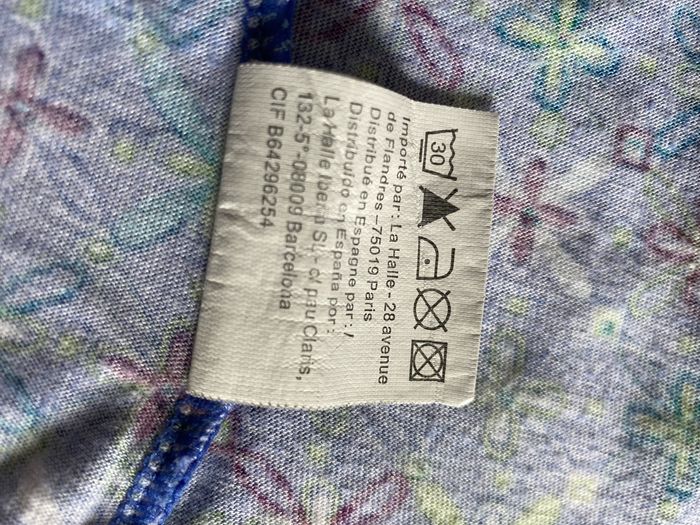 30
Importé par : La Halle - 28 avenue
de Flandres - 75019 Paris
Distribué en Espagne par : /
Distribuído en España por :
La Halle Iberia SL, c/ pau Claris,
132-5°-08009 Barcelona
CIF B64296254